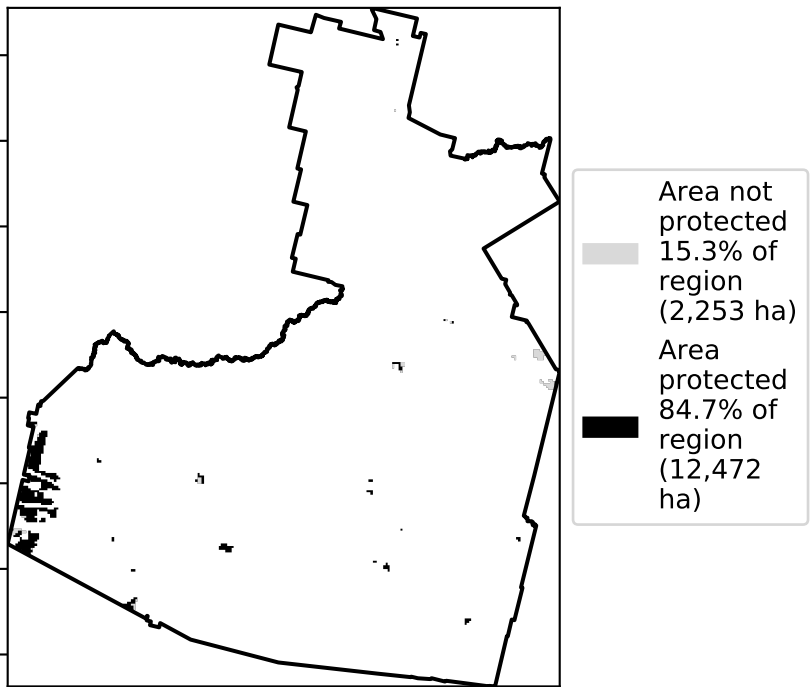 Area not
protected
15.3% of
region
(2,253 ha)
Area
protected
84.7% of
region
(12,472
ha)